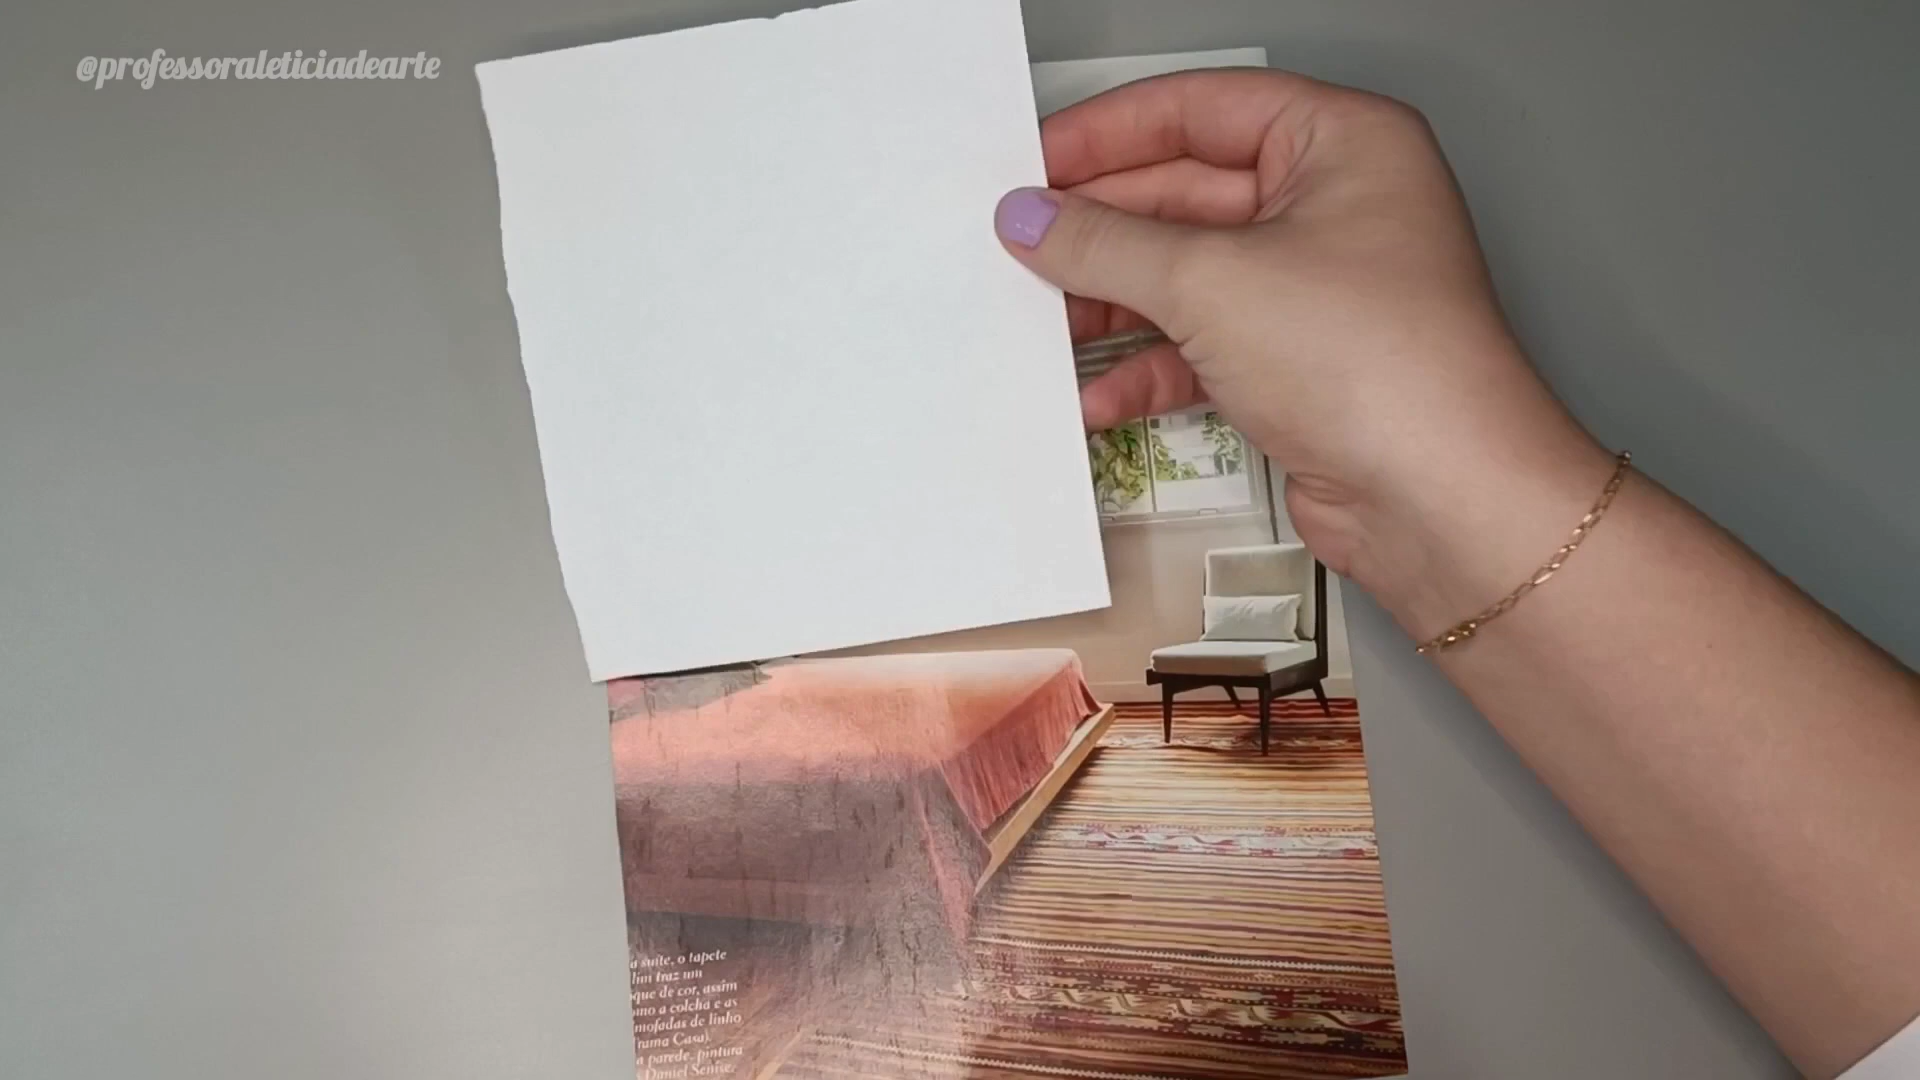 @professoraleticiadearte
a suíte, o tapete
lim traz um
que de cor, assim
mo a colcha e as
mofadas de linho
rama Casa).
a parede, pintura
Daniel Senise.